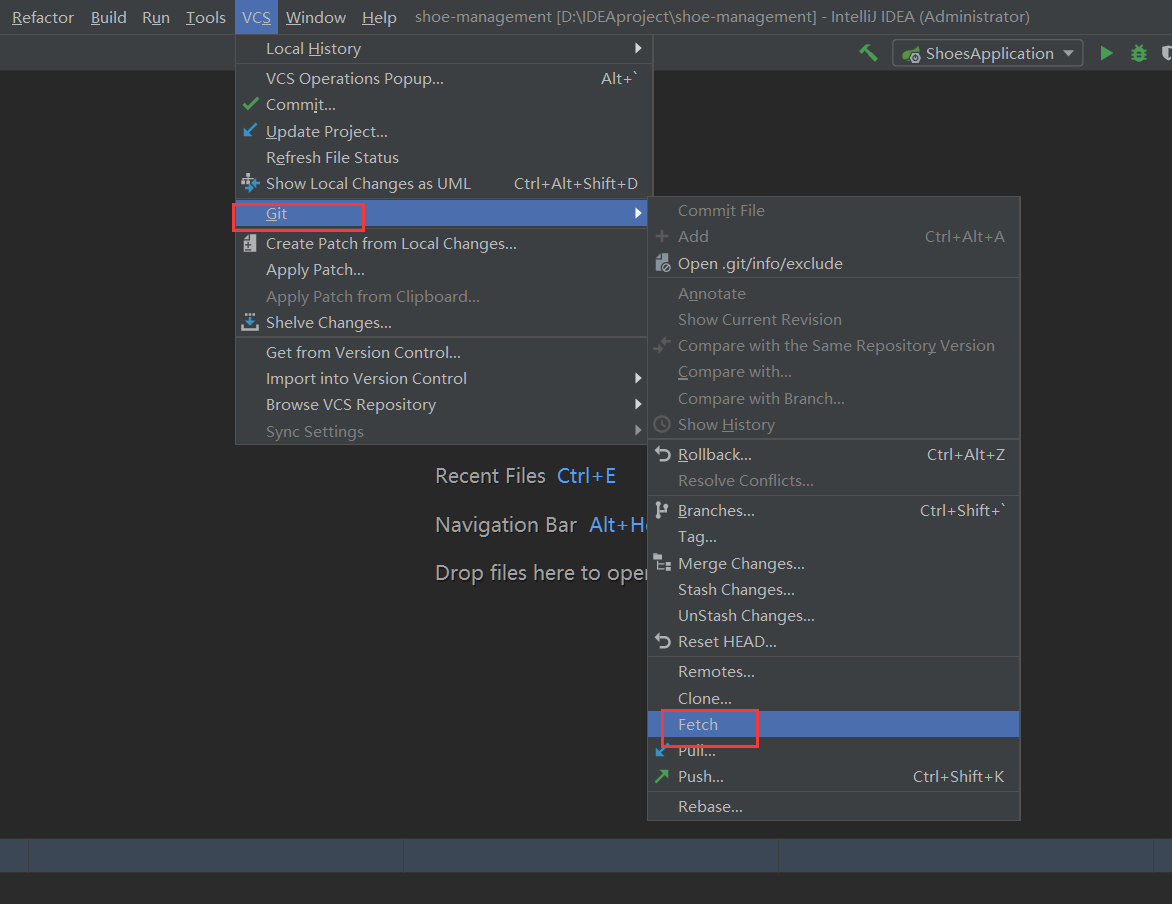 Refactor Build Run Tools VCS Window Help shoe-management [D:\IDEAproject\shoe-management] - IntelliJ IDEA (Administrator)
Local History
ShoesApplication
VCS Operations Popup... Alt+`
Commit...
Update Project...
Refresh File Status
Show Local Changes as UML Ctrl+Alt+Shift+D
Git
Create Patch from Local Changes...
Apply Patch...
Apply Patch from Clipboard...
Shelve Changes...
Get from Version Control...
Import into Version Control
Browse VCS Repository
Sync Settings
Commit File
Add Ctrl+Alt+A
Open .git/info/exclude
Annotate
Show Current Revision
Compare with the Same Repository Version
Compare with...
Compare with Branch...
Show History
Rollback... Ctrl+Alt+Z
Resolve Conflicts...
Branches... Ctrl+Shift+`
Tag...
Merge Changes...
Stash Changes...
UnStash Changes...
Reset HEAD...
Remotes...
Clone...
Fetch
Pull...
Push... Ctrl+Shift+K
Rebase...
Recent Files Ctrl+E
Navigation Bar
Drop files here to